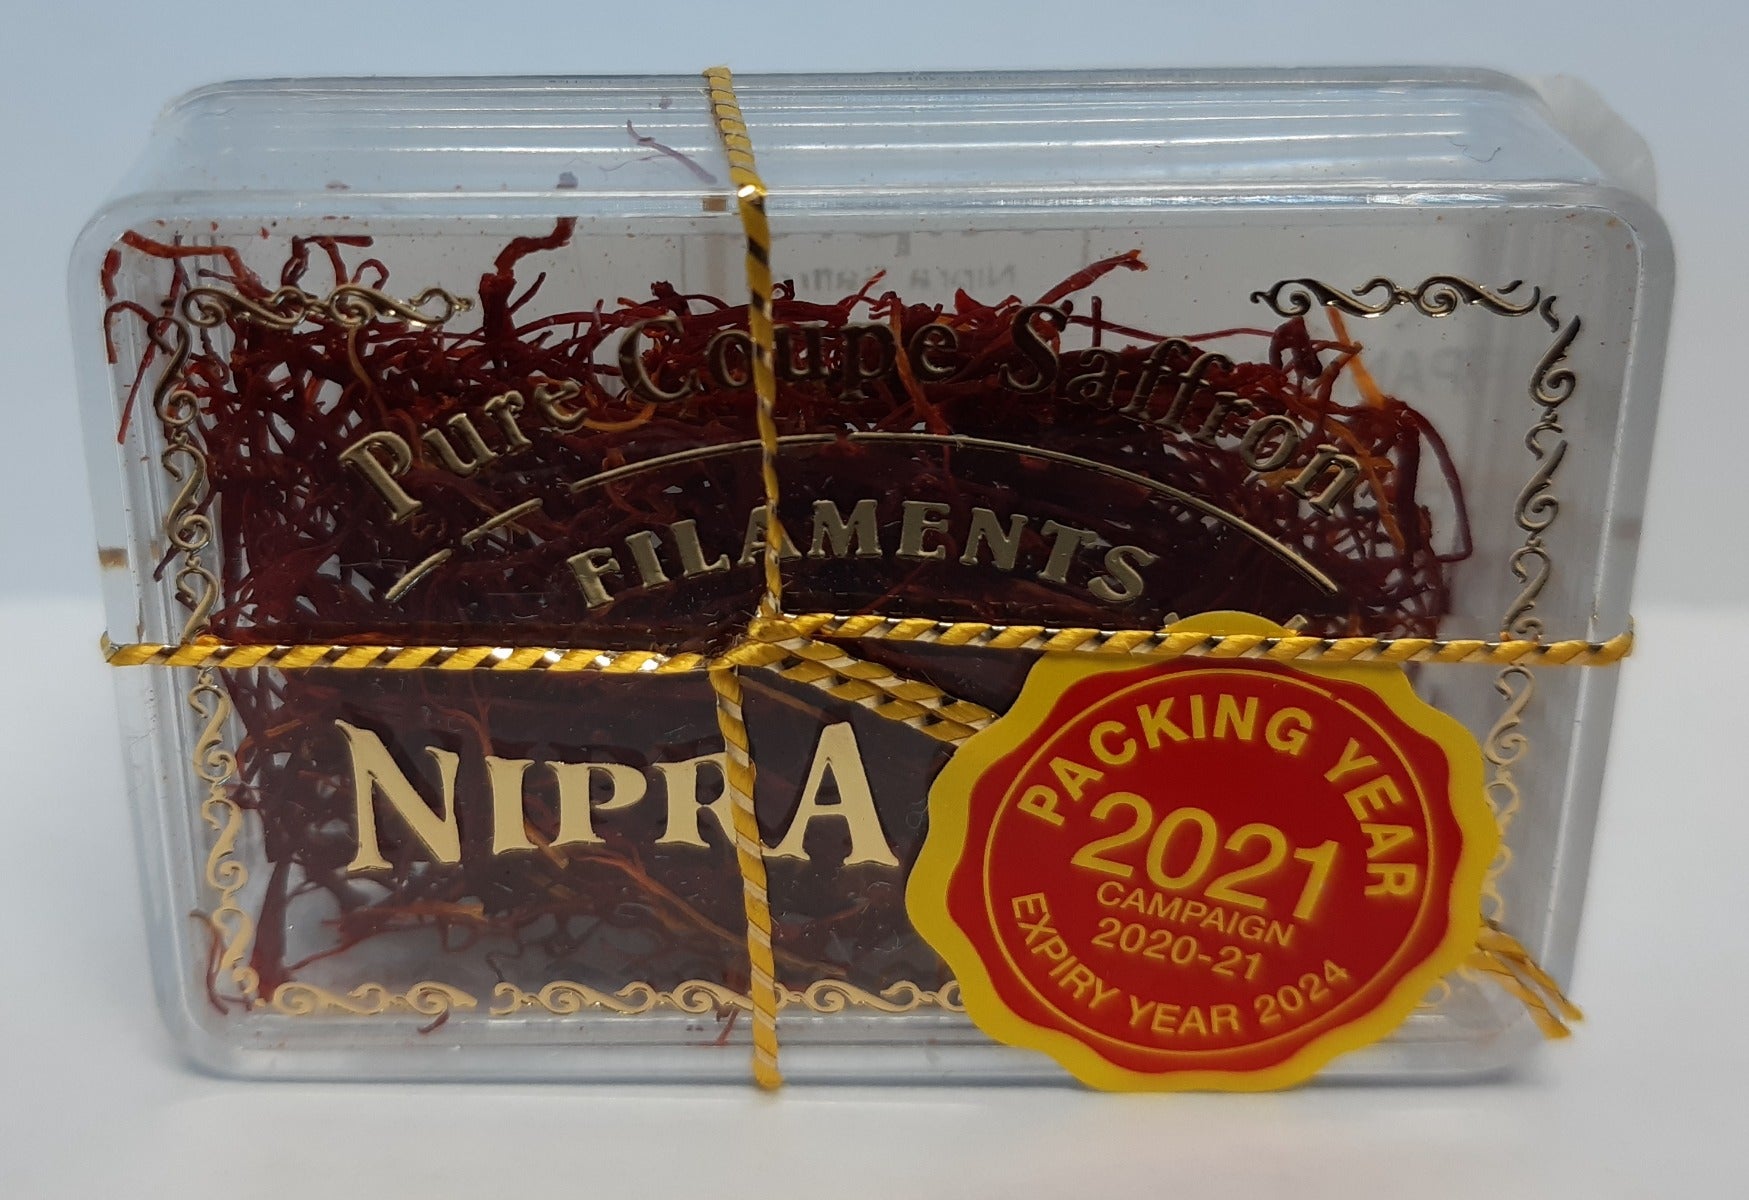 Pure Coupe Saffron
FILAMENTS
NIPRA
PACKING YEAR
2021
CAMPAIGN
2020-21
EXPIRY YEAR 2024